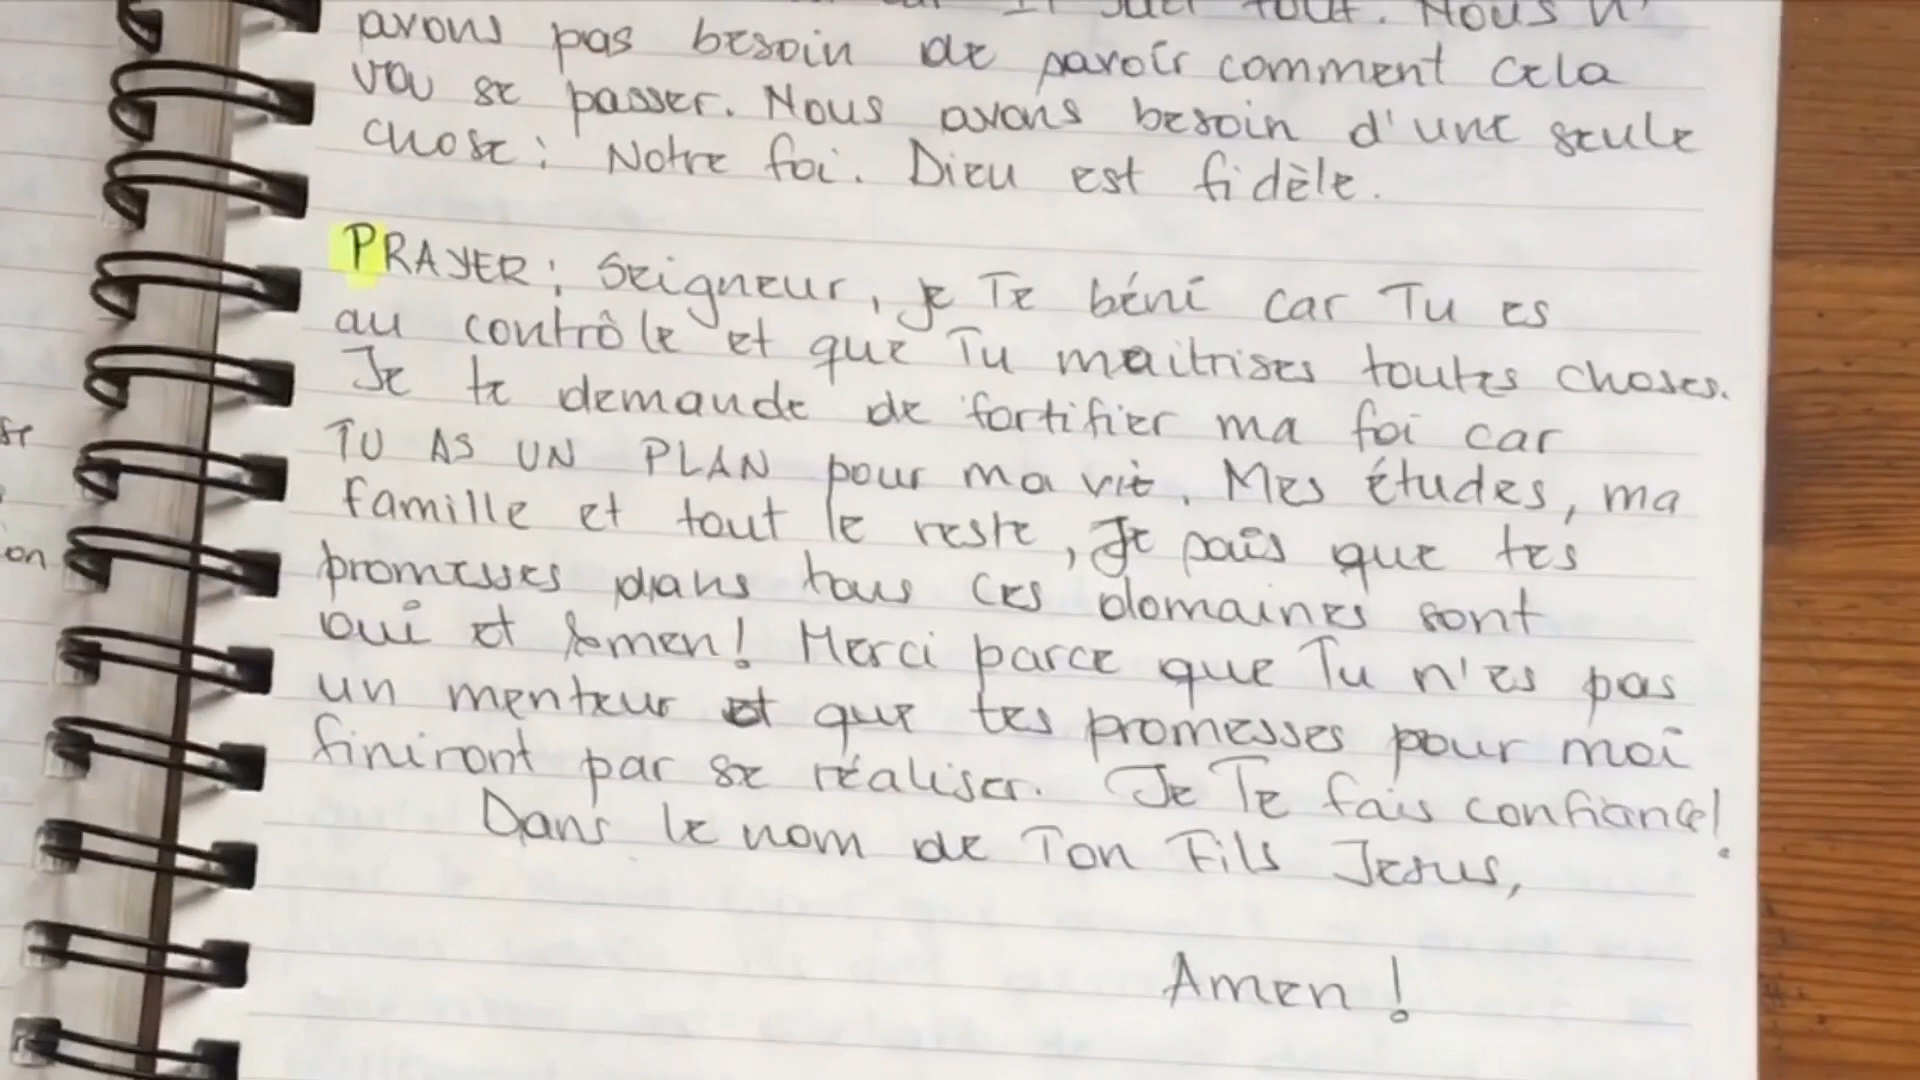 tout. Nous n'
avons pas besoin de savoir comment cela
va se passer. Nous avons besoin d'une seule
chose : Notre foi. Dieu est fidèle.
PRAYER : Seigneur, je Te béni car Tu es
au contrôle et que Tu maitrises toutes choses.
Je te demande de fortifier ma foi car
TU AS UN PLAN pour ma vie. Mes études, ma
famille et tout le reste, Je sais que tes
promesses dans tous ces domaines sont
oui et Amen! Merci parce que Tu n'es pas
un menteur et que tes promesses pour moi
finiront par se réaliser. Je Te fais confiance!
Dans le nom de Ton Fils Jesus,
Amen!
on